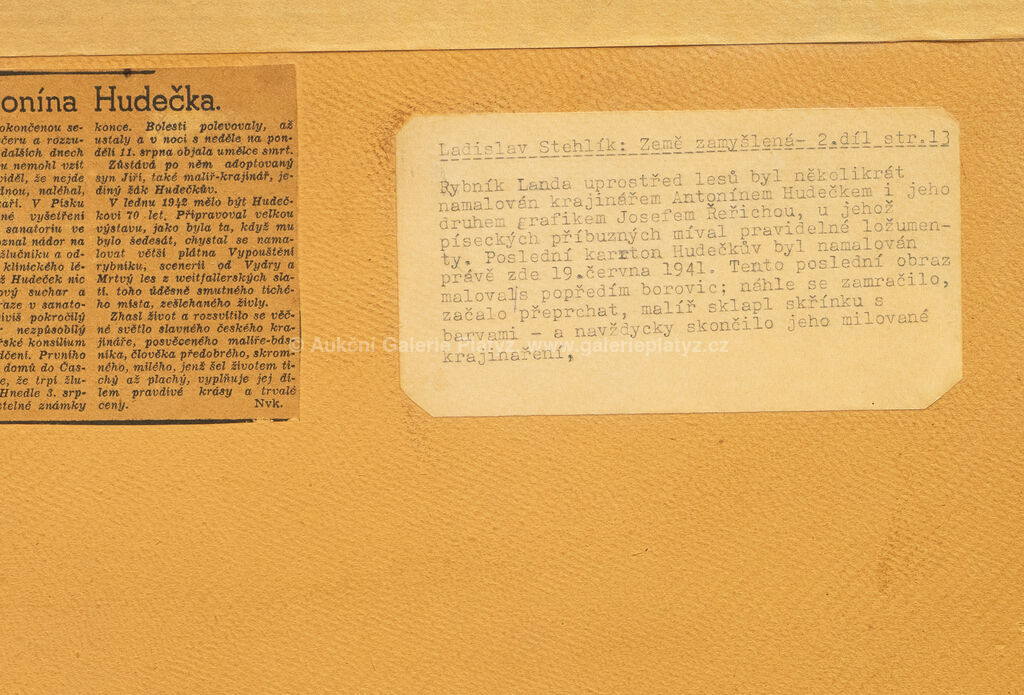 onína Hudečka.
okončenou se-
čeru a rozzu-
dalších dnech
u nemohl vzít
viděl, že nejde
dnou, naléhal,
kaři. V Písku
né vyšetření
sanatoriu ve
oznal nádor na
žlučníku a od-
klinického lé-
ž Hudeček nic
ový suchar a
raze v sanato-
iviš pokročilý
r nezpůsobilý
řské konsilium
dčení. Prvního
domů do Čas-
e, že trpí žlu-
Hnedle 3. srp-
telné známky
konce. Bolesti polevovaly, až
ustaly a v noci s neděle na pon-
dělí 11. srpna objala umělce smrt.
Zůstává po něm adoptovaný
syn Jiří, také malíř-krajinář, je-
diný žák Hudečkův.
V lednu 1942 mělo být Hudeč-
kovi 70 let. Připravoval velkou
výstavu, jako byla ta, když mu
bylo šedesát, chystal se nama-
lovat větší plátna Vypouštění
rybníku, scenerii od Vydry a
Mrtvý les z weitfallerských sla-
tí, toho úděsně smutného tiché-
ho místa, zešlehaného živly.
Zhasl život a rozsvítilo se věč-
né světlo slavného českého kra-
jináře, posvěceného malíře-bás-
níka, člověka předobrého, skrom-
ného, milého, jenž šel životem ti-
chý až plachý, vyplňuje jej dí-
lem pravdivé krásy a trvalé
ceny. Nvk.
Ladislav Stehlík: Země zamyšlená- 2.díl str.13
Rybník Landa uprostřed lesů byl několikrát
namalován krajinářem Antonínem Hudečkem i jeho
druhem grafikem Josefem Řeřichou, u jehož
píseckých příbuzných míval pravidelné ložumen-
ty. Poslední karrton Hudečkův byl namalován
právě zde 19.června 1941. Tento poslední obraz
maloval s popředím borovic; náhle se zamračilo,
začalo přeprchat, malíř sklapl skřínku s
barvami - a navždycky skončilo jeho milované
krajinaření,
© Aukční Galerie Platýz, www.galerieplatyz.cz